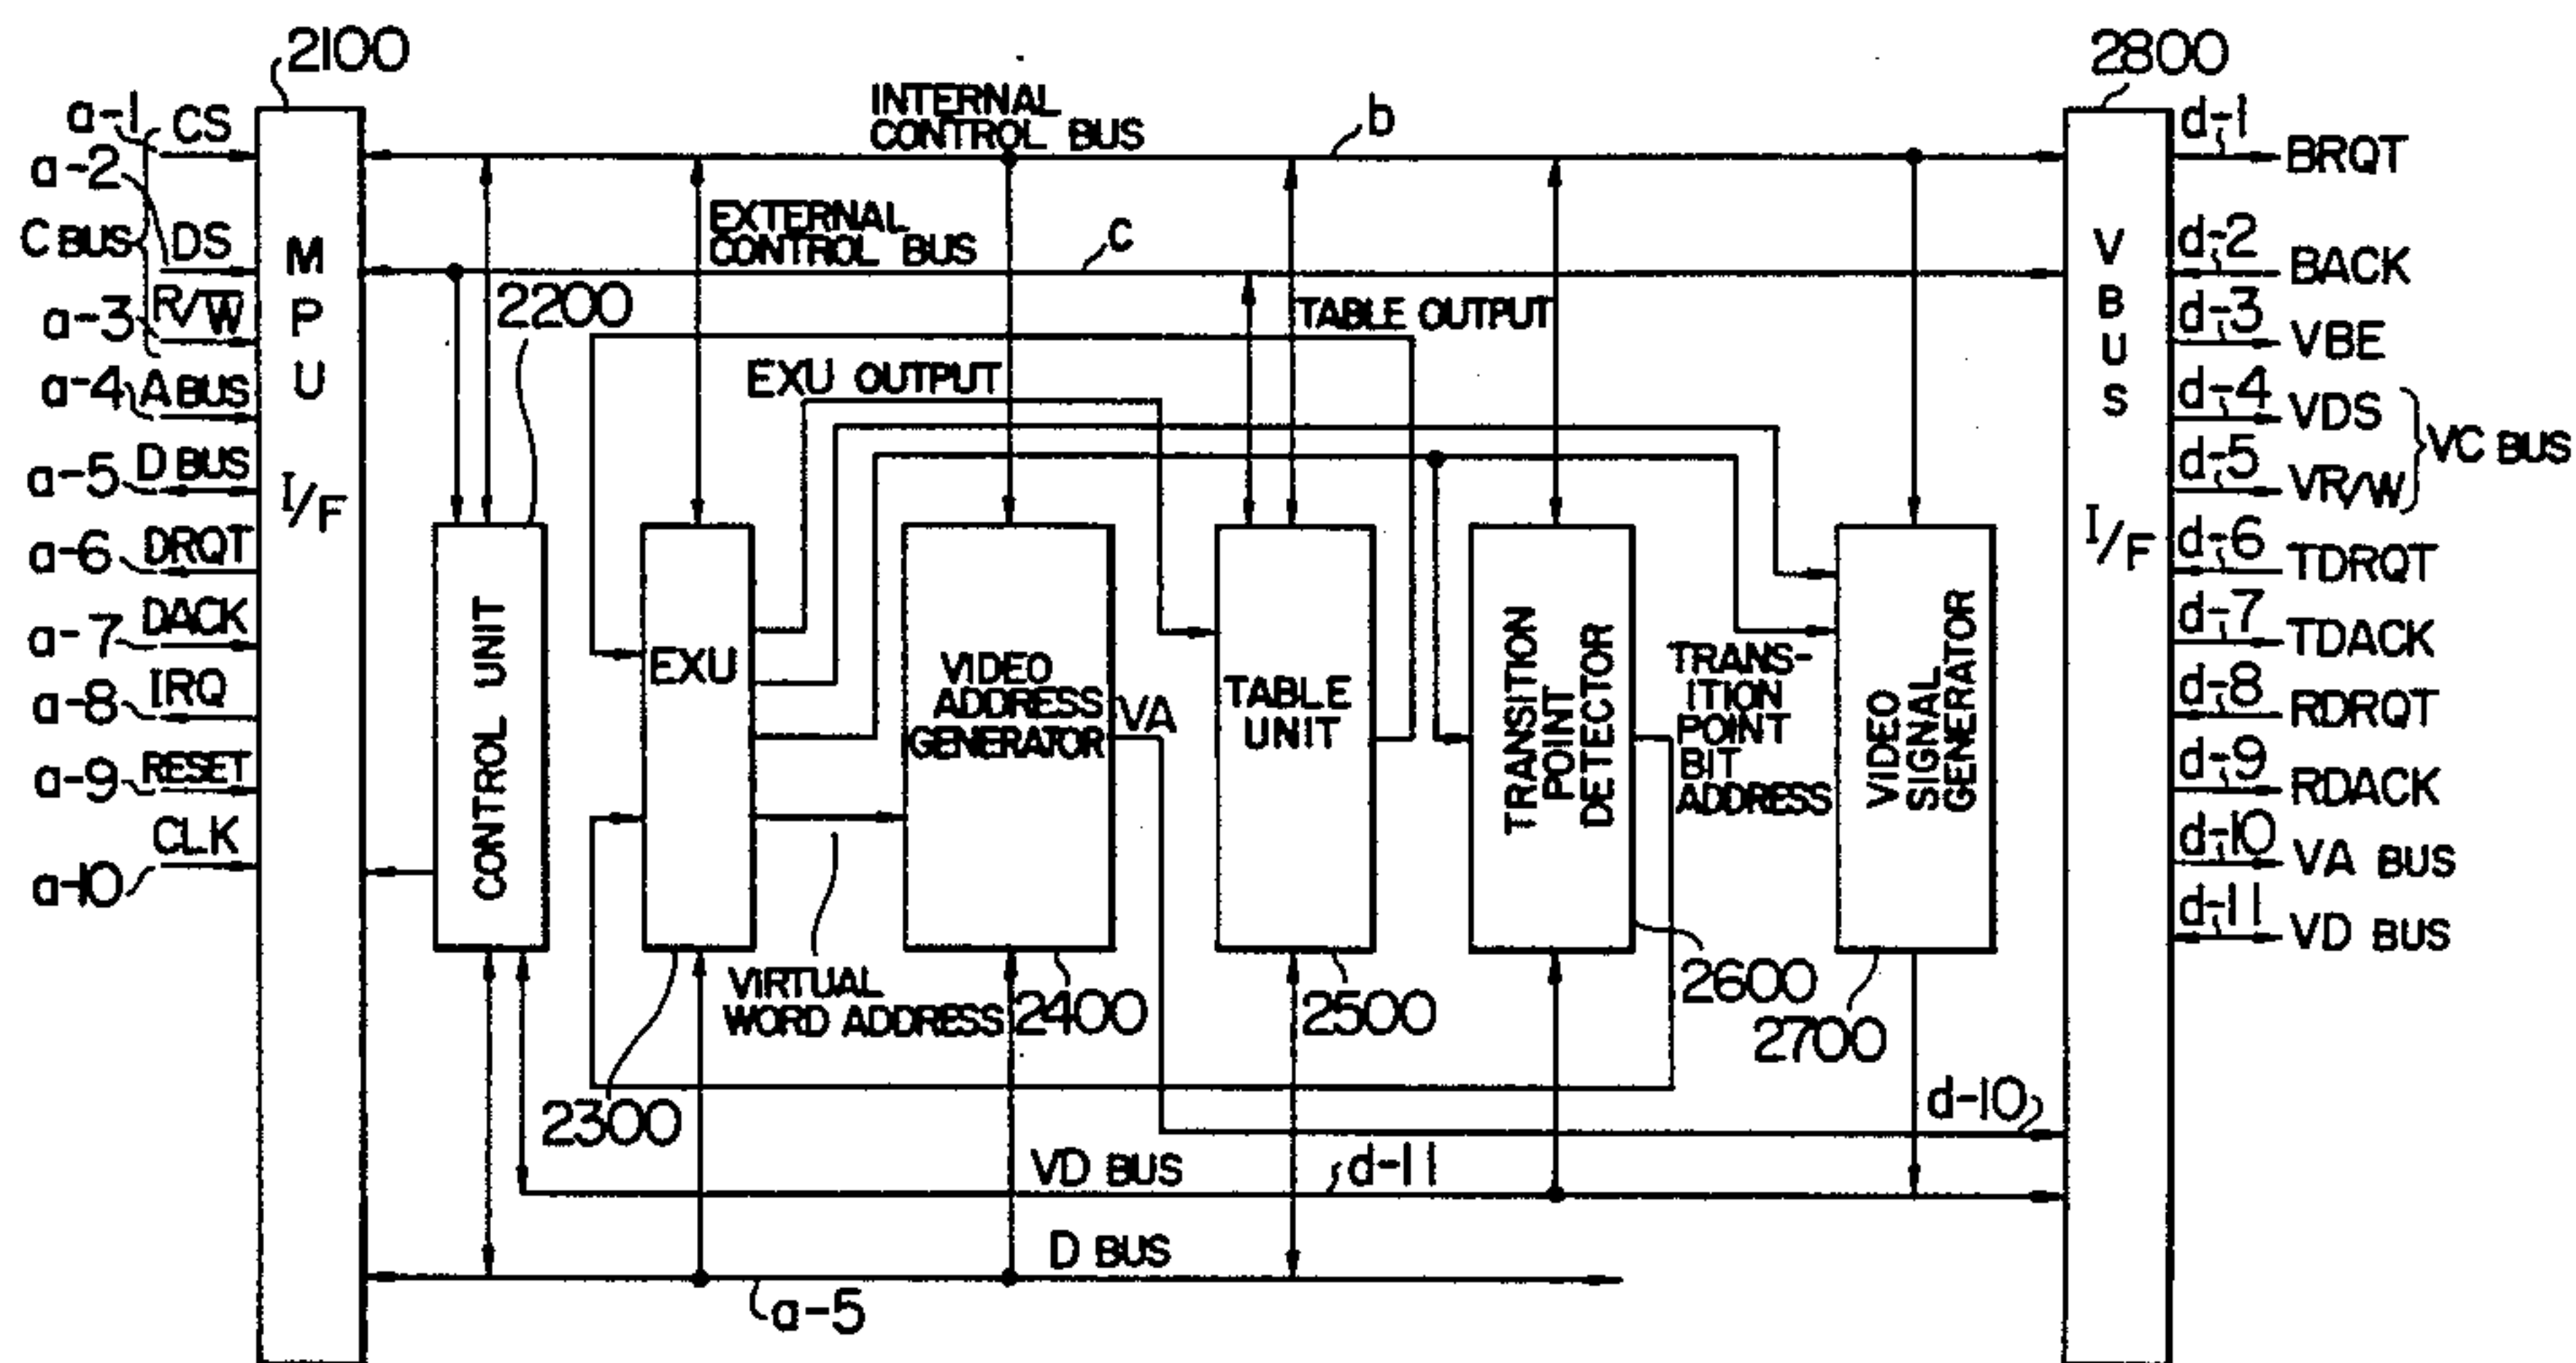 2100
2800
a-1
CS
a-2
C BUS
DS
a-3
R/W̅
a-4
A BUS
a-5
D BUS
a-6
DRQT
a-7
DACK
a-8
IRQ
a-9
RESET
a-10
CLK
M
P
U
I/F
INTERNAL
CONTROL BUS
b
EXTERNAL
CONTROL BUS
c
2200
TABLE OUTPUT
EXU OUTPUT
CONTROL UNIT
EXU
VIDEO
ADDRESS
GENERATOR
VA
TABLE
UNIT
TRANSITION
POINT
DETECTOR
TRANS-
ITION
POINT
BIT
ADDRESS
VIDEO
SIGNAL
GENERATOR
VIRTUAL
WORD ADDRESS
2300
2400
2500
2600
2700
d-10
VD BUS
d-11
D BUS
a-5
V
B
U
S
I/F
d-1
BRQT
d-2
BACK
d-3
VBE
d-4
VDS
d-5
VR/W
VC BUS
d-6
TDRQT
d-7
TDACK
d-8
RDRQT
d-9
RDACK
d-10
VA BUS
d-11
VD BUS